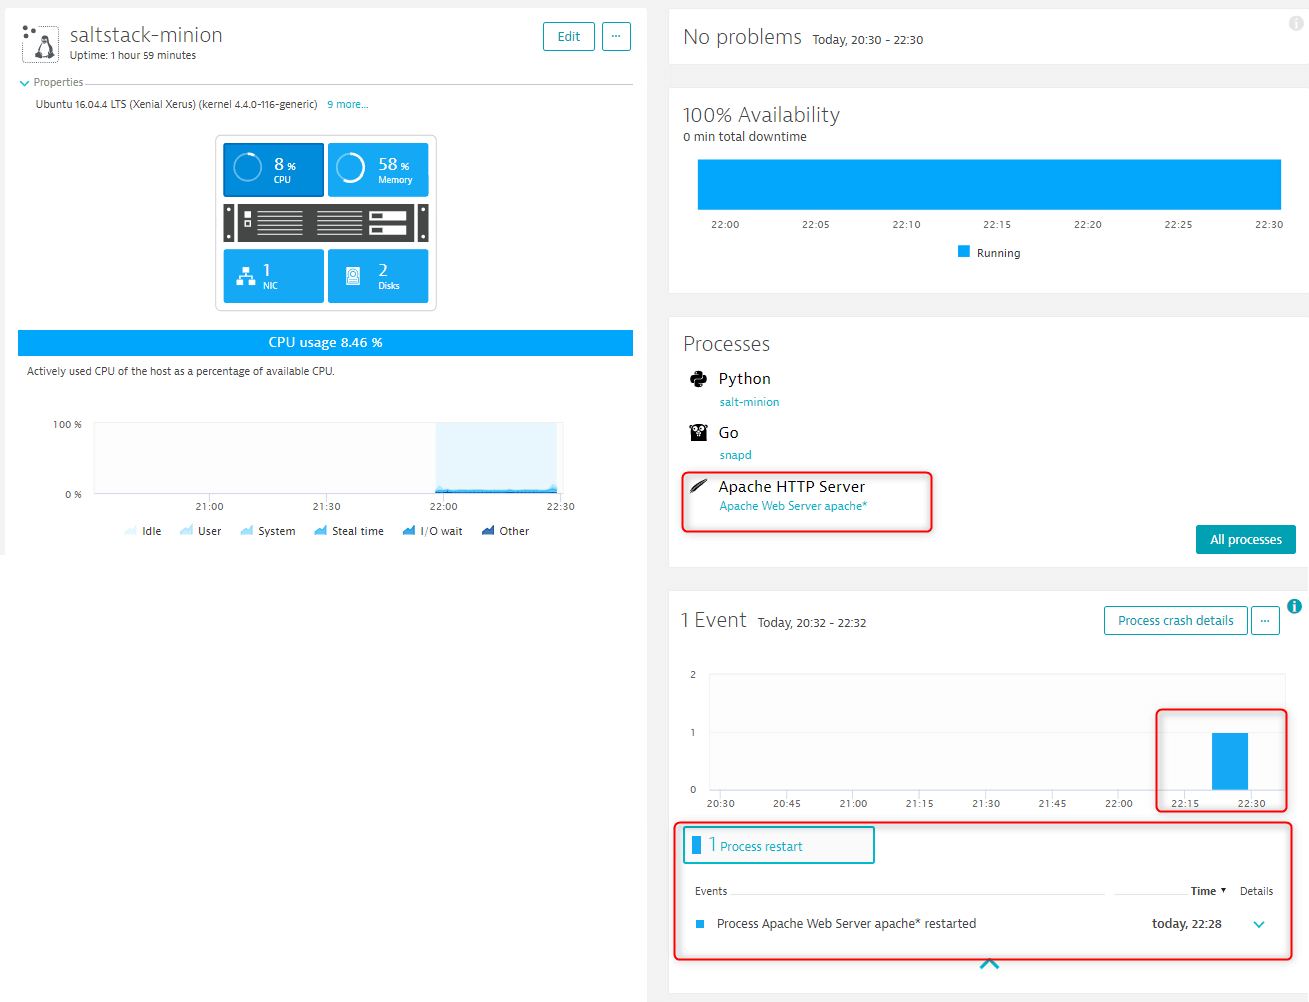 saltstack-minion
Uptime: 1 hour 59 minutes
Edit
...
Properties
Ubuntu 16.04.4 LTS (Xenial Xerus) (kernel 4.4.0-116-generic) 9 more...
8 %
CPU
58 %
Memory
1
NIC
2
Disks
CPU usage 8.46 %
Actively used CPU of the host as a percentage of available CPU.
100 %
0 %
21:00 21:30 22:00 22:30
Idle User System Steal time I/O wait Other
No problems Today, 20:30 - 22:30
i
100% Availability
0 min total downtime
22:00 22:05 22:10 22:15 22:20 22:25 22:30
Running
Processes
Python
salt-minion
Go
snapd
Apache HTTP Server
Apache Web Server apache*
All processes
1 Event Today, 20:32 - 22:32
Process crash details
...
i
2
1
0
20:30 20:45 21:00 21:15 21:30 21:45 22:00 22:15 22:30
1 Process restart
Events Time ▼ Details
Process Apache Web Server apache* restarted today, 22:28